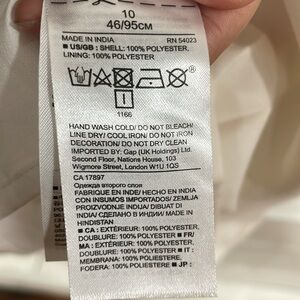 10
46/95CM
MADE IN INDIA RN 54023
■ US/GB : SHELL: 100% POLYESTER,
LINING: 100% POLYESTER.
1166
HAND WASH COLD/ DO NOT BLEACH/
LINE DRY/ COOL IRON/ DO NOT IRON
DECORATION/ DO NOT DRY CLEAN
IMPORTED BY: Gap (UK Holdings) Ltd.
Second Floor, Nations House, 103
Wigmore Street, London W1U 1QS
CA 17897
Одежда второго слоя
FABRIQUE EN INDE/ HECHO EN INDIA
CON INSUMOS IMPORTADOS/ ZEMLJA
PROIZVODNJE INDIJA/ DIBUAT DI
INDIA/ СДЕЛАНО В ИНДИИ/ MADE IN
HINDISTAN
■ CA : EXTÉRIEUR: 100% POLYESTER,
DOUBLURE: 100% POLYESTER ■ FR/
MA : EXTÉRIEUR: 100% POLYESTER,
DOUBLURE: 100% POLYESTER ■ IT :
MEMBRANA: 100% POLIESTERE,
FODERA: 100% POLIESTERE ■ JP :